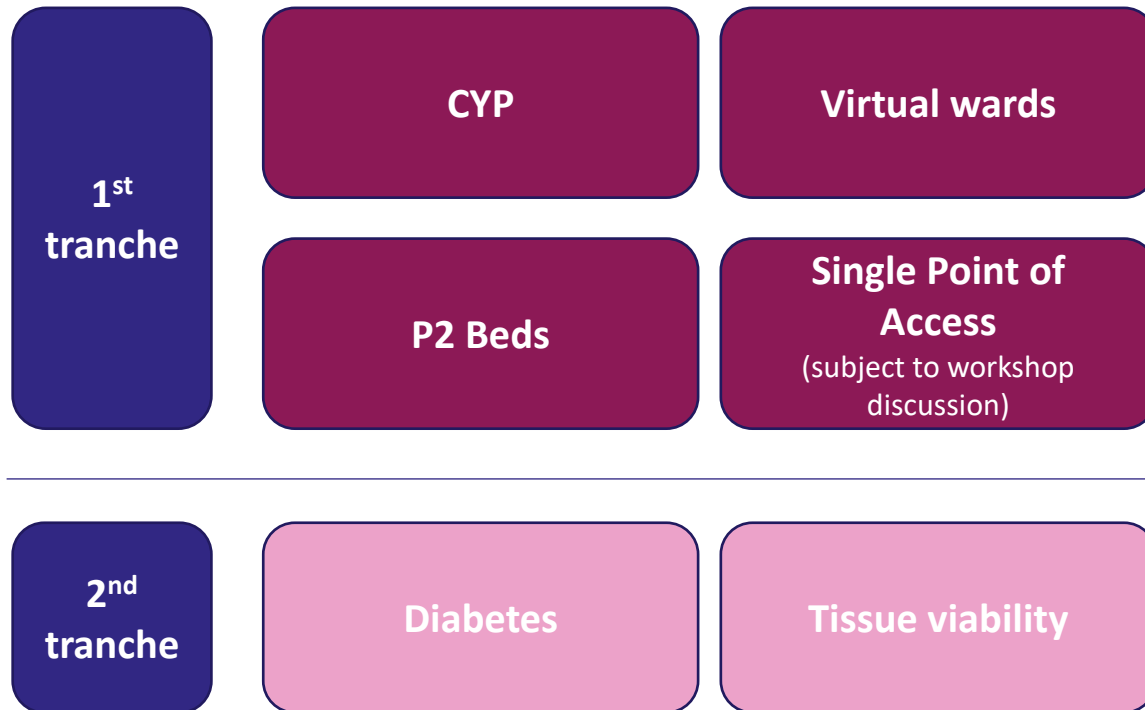 1st
tranche
CYP
Virtual wards
P2 Beds
Single Point of
Access
(subject to workshop
discussion)
2nd
tranche
Diabetes
Tissue viability